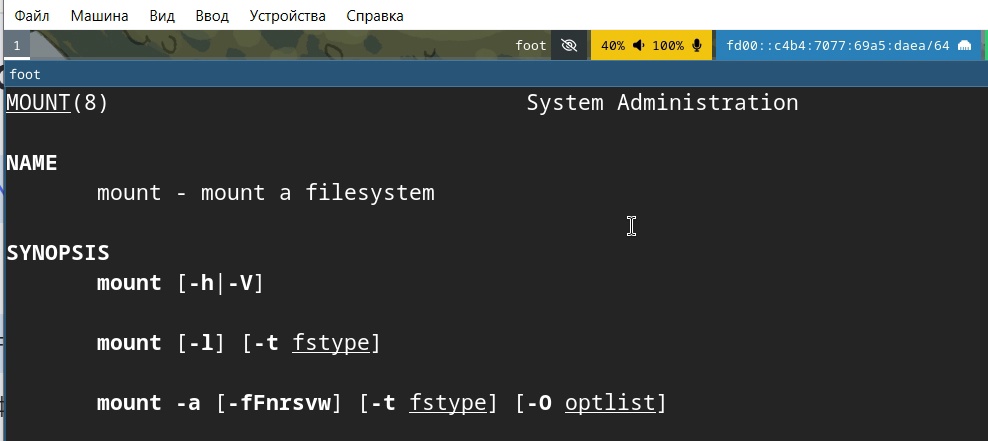 Файл Машина Вид Ввод Устройства Справка
1 foot 40% 100% fd00::c4b4:7077:69a5:daea/64
foot
MOUNT(8) System Administration
NAME
mount - mount a filesystem
SYNOPSIS
mount [-h|-V]
mount [-l] [-t fstype]
mount -a [-fFnrsvw] [-t fstype] [-O optlist]